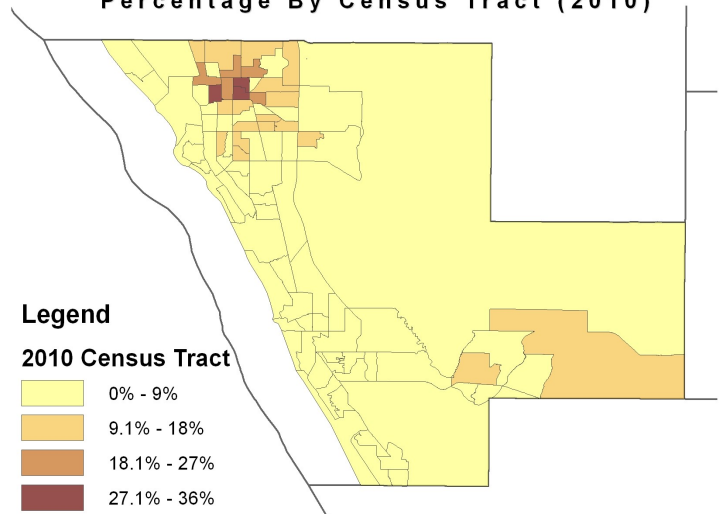 Percentage By Census Tract (2010)
Legend
2010 Census Tract
0% - 9%
9.1% - 18%
18.1% - 27%
27.1% - 36%